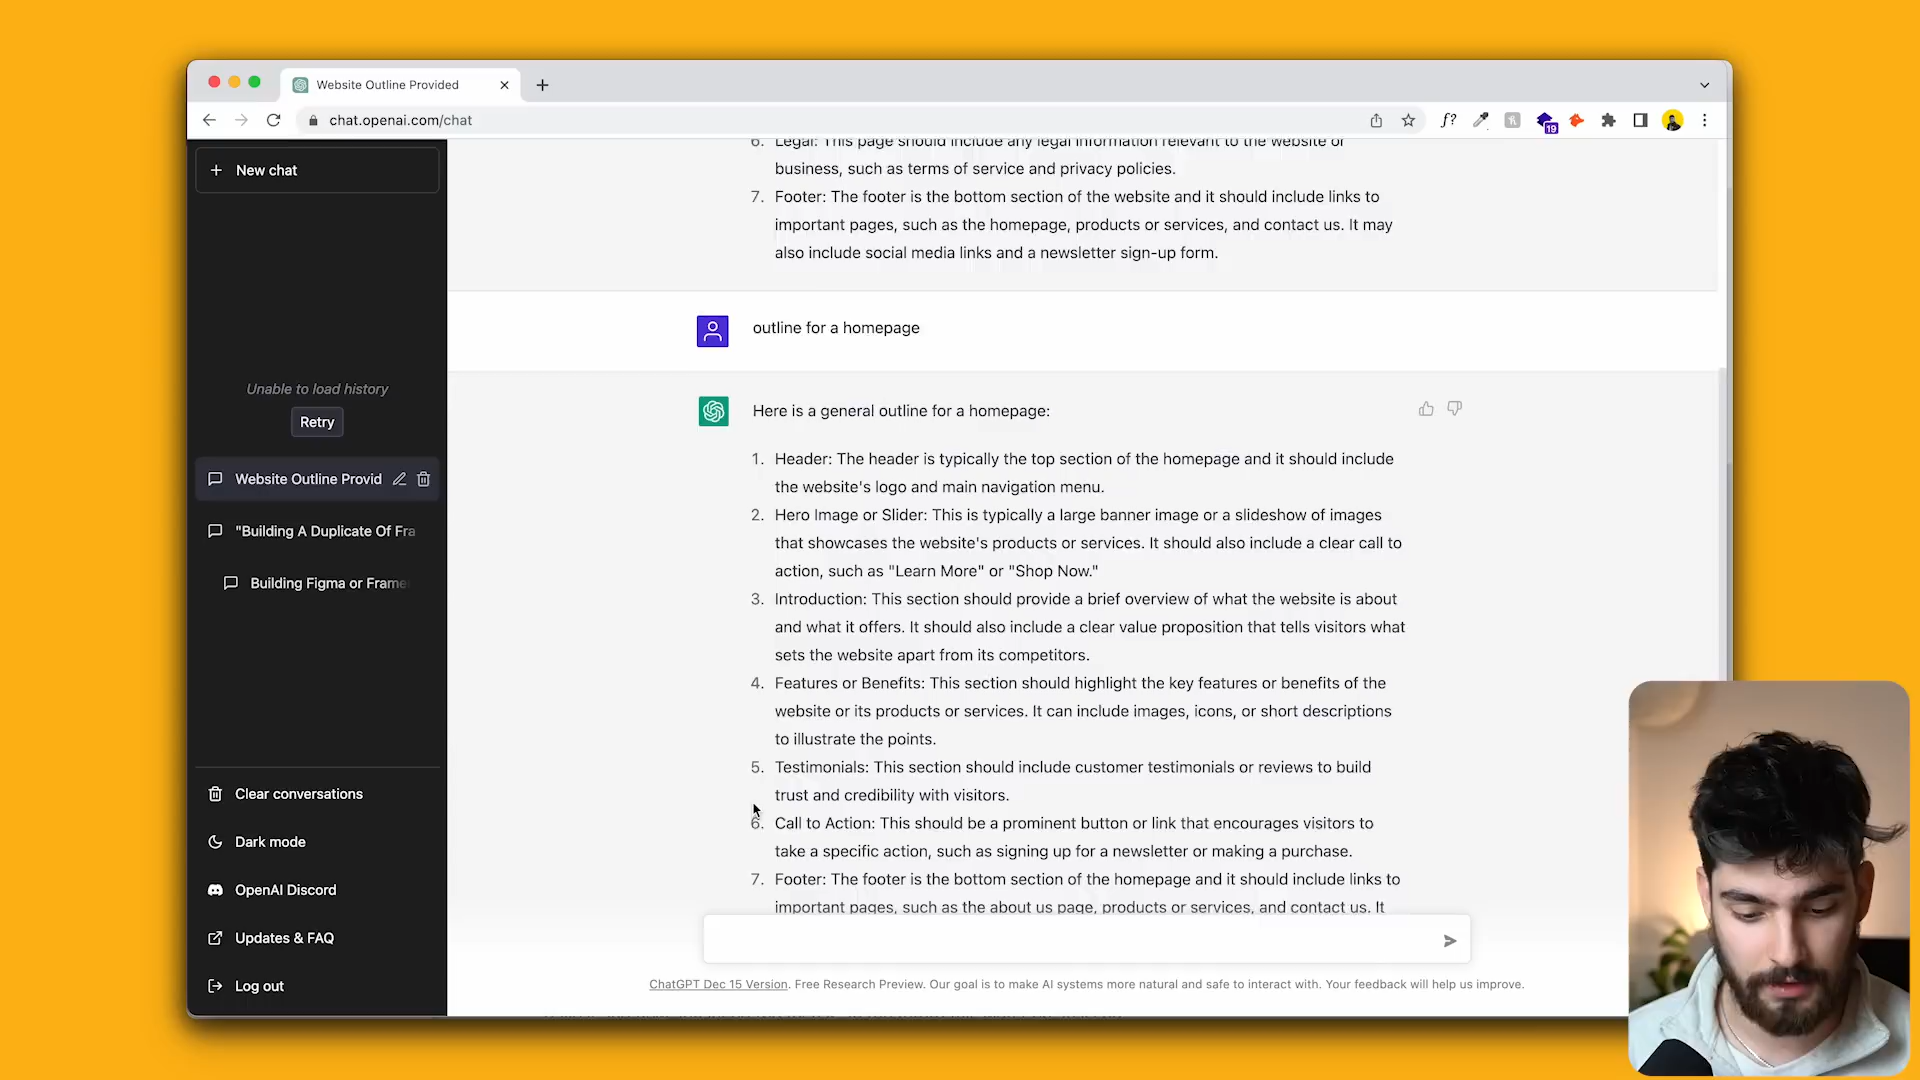 Website Outline Provided
chat.openai.com/chat
f?
19
New chat
Unable to load history
Retry
Website Outline Provid
"Building A Duplicate Of Fra
Building Figma or Frame
Clear conversations
Dark mode
OpenAI Discord
Updates & FAQ
Log out
6. Legal: This page should include any legal information relevant to the website or
business, such as terms of service and privacy policies.
7. Footer: The footer is the bottom section of the website and it should include links to
important pages, such as the homepage, products or services, and contact us. It may
also include social media links and a newsletter sign-up form.
outline for a homepage
Here is a general outline for a homepage:
1. Header: The header is typically the top section of the homepage and it should include
the website's logo and main navigation menu.
2. Hero Image or Slider: This is typically a large banner image or a slideshow of images
that showcases the website's products or services. It should also include a clear call to
action, such as "Learn More" or "Shop Now."
3. Introduction: This section should provide a brief overview of what the website is about
and what it offers. It should also include a clear value proposition that tells visitors what
sets the website apart from its competitors.
4. Features or Benefits: This section should highlight the key features or benefits of the
website or its products or services. It can include images, icons, or short descriptions
to illustrate the points.
5. Testimonials: This section should include customer testimonials or reviews to build
trust and credibility with visitors.
6. Call to Action: This should be a prominent button or link that encourages visitors to
take a specific action, such as signing up for a newsletter or making a purchase.
7. Footer: The footer is the bottom section of the homepage and it should include links to
important pages, such as the about us page, products or services, and contact us. It
ChatGPT Dec 15 Version. Free Research Preview. Our goal is to make AI systems more natural and safe to interact with. Your feedback will help us improve.